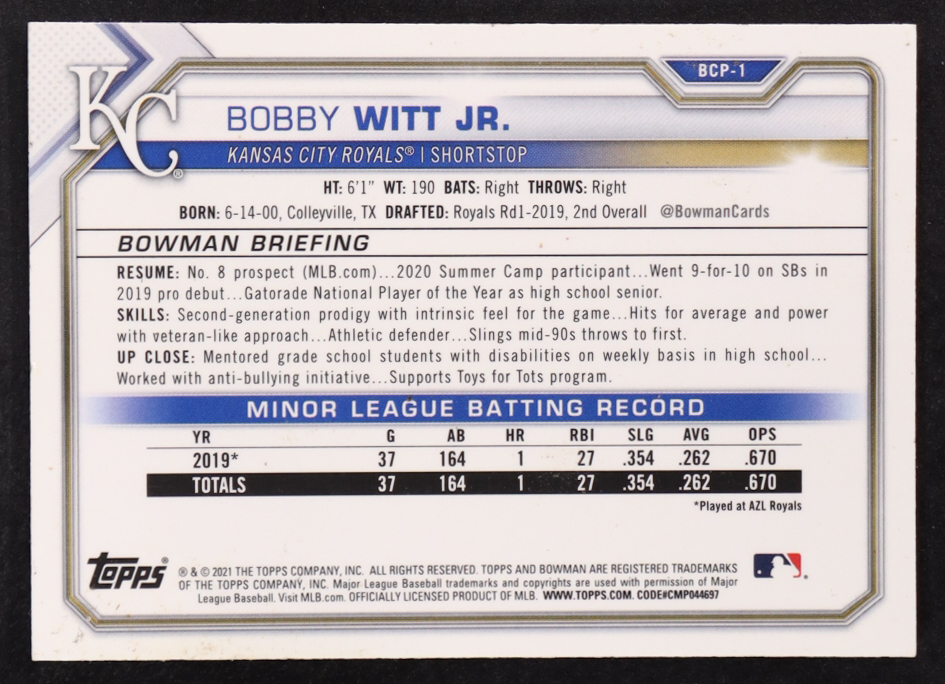 BCP-1
KC®
BOBBY WITT JR.
KANSAS CITY ROYALS® | SHORTSTOP
HT: 6'1" WT: 190 BATS: Right THROWS: Right
BORN: 6-14-00, Colleyville, TX DRAFTED: Royals Rd1-2019, 2nd Overall @BowmanCards
BOWMAN BRIEFING
RESUME: No. 8 prospect (MLB.com)...2020 Summer Camp participant...Went 9-for-10 on SBs in
2019 pro debut...Gatorade National Player of the Year as high school senior.
SKILLS: Second-generation prodigy with intrinsic feel for the game...Hits for average and power
with veteran-like approach...Athletic defender...Slings mid-90s throws to first.
UP CLOSE: Mentored grade school students with disabilities on weekly basis in high school...
Worked with anti-bullying initiative...Supports Toys for Tots program.
MINOR LEAGUE BATTING RECORD
YR G AB HR RBI SLG AVG OPS
2019* 37 164 1 27 .354 .262 .670
TOTALS 37 164 1 27 .354 .262 .670
*Played at AZL Royals
topps®
® & © 2021 THE TOPPS COMPANY, INC. ALL RIGHTS RESERVED. TOPPS AND BOWMAN ARE REGISTERED TRADEMARKS
OF THE TOPPS COMPANY, INC. Major League Baseball trademarks and copyrights are used with permission of Major
League Baseball. Visit MLB.com. OFFICIALLY LICENSED PRODUCT OF MLB. WWW.TOPPS.COM. CODE#CMP044697